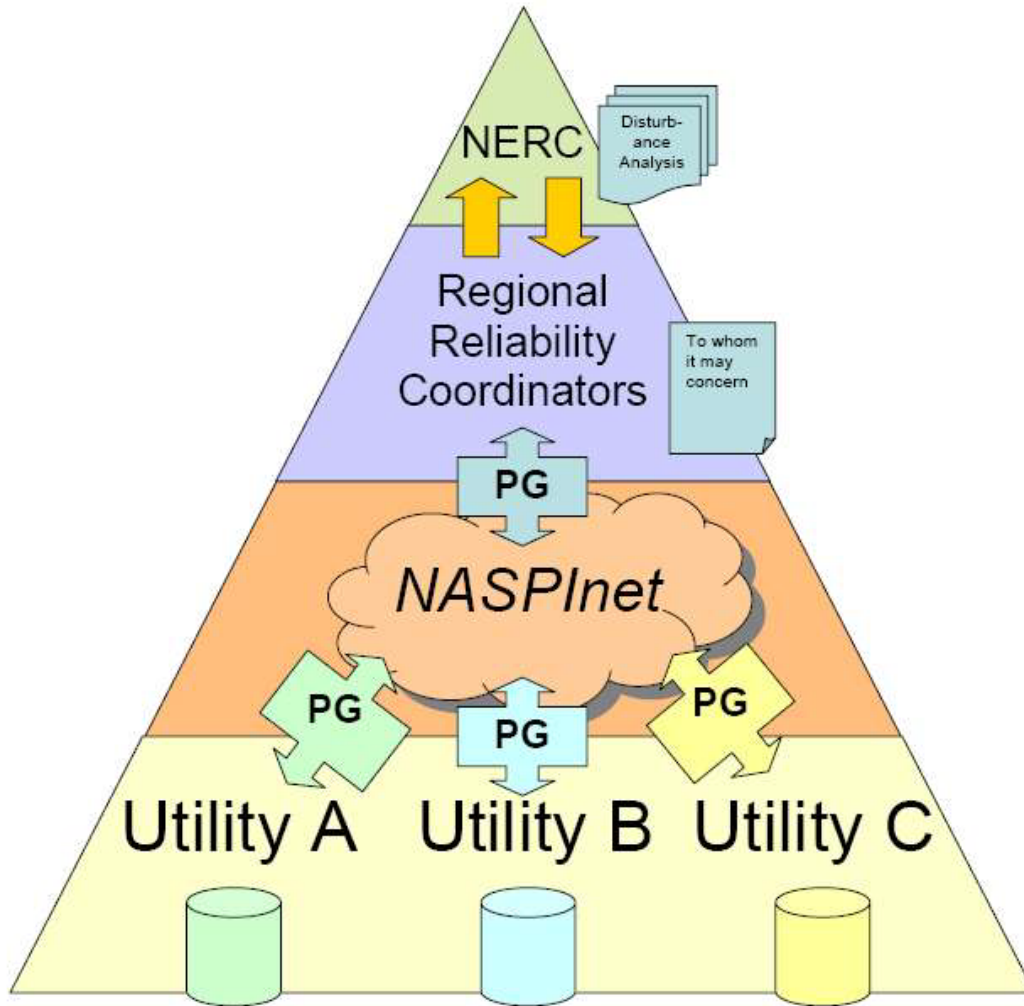 NERC
Disturb-
ance
Analysis
Regional
Reliability
Coordinators
To whom
it may
concern
PG
NASPInet
PG
PG
PG
Utility A
Utility B
Utility C